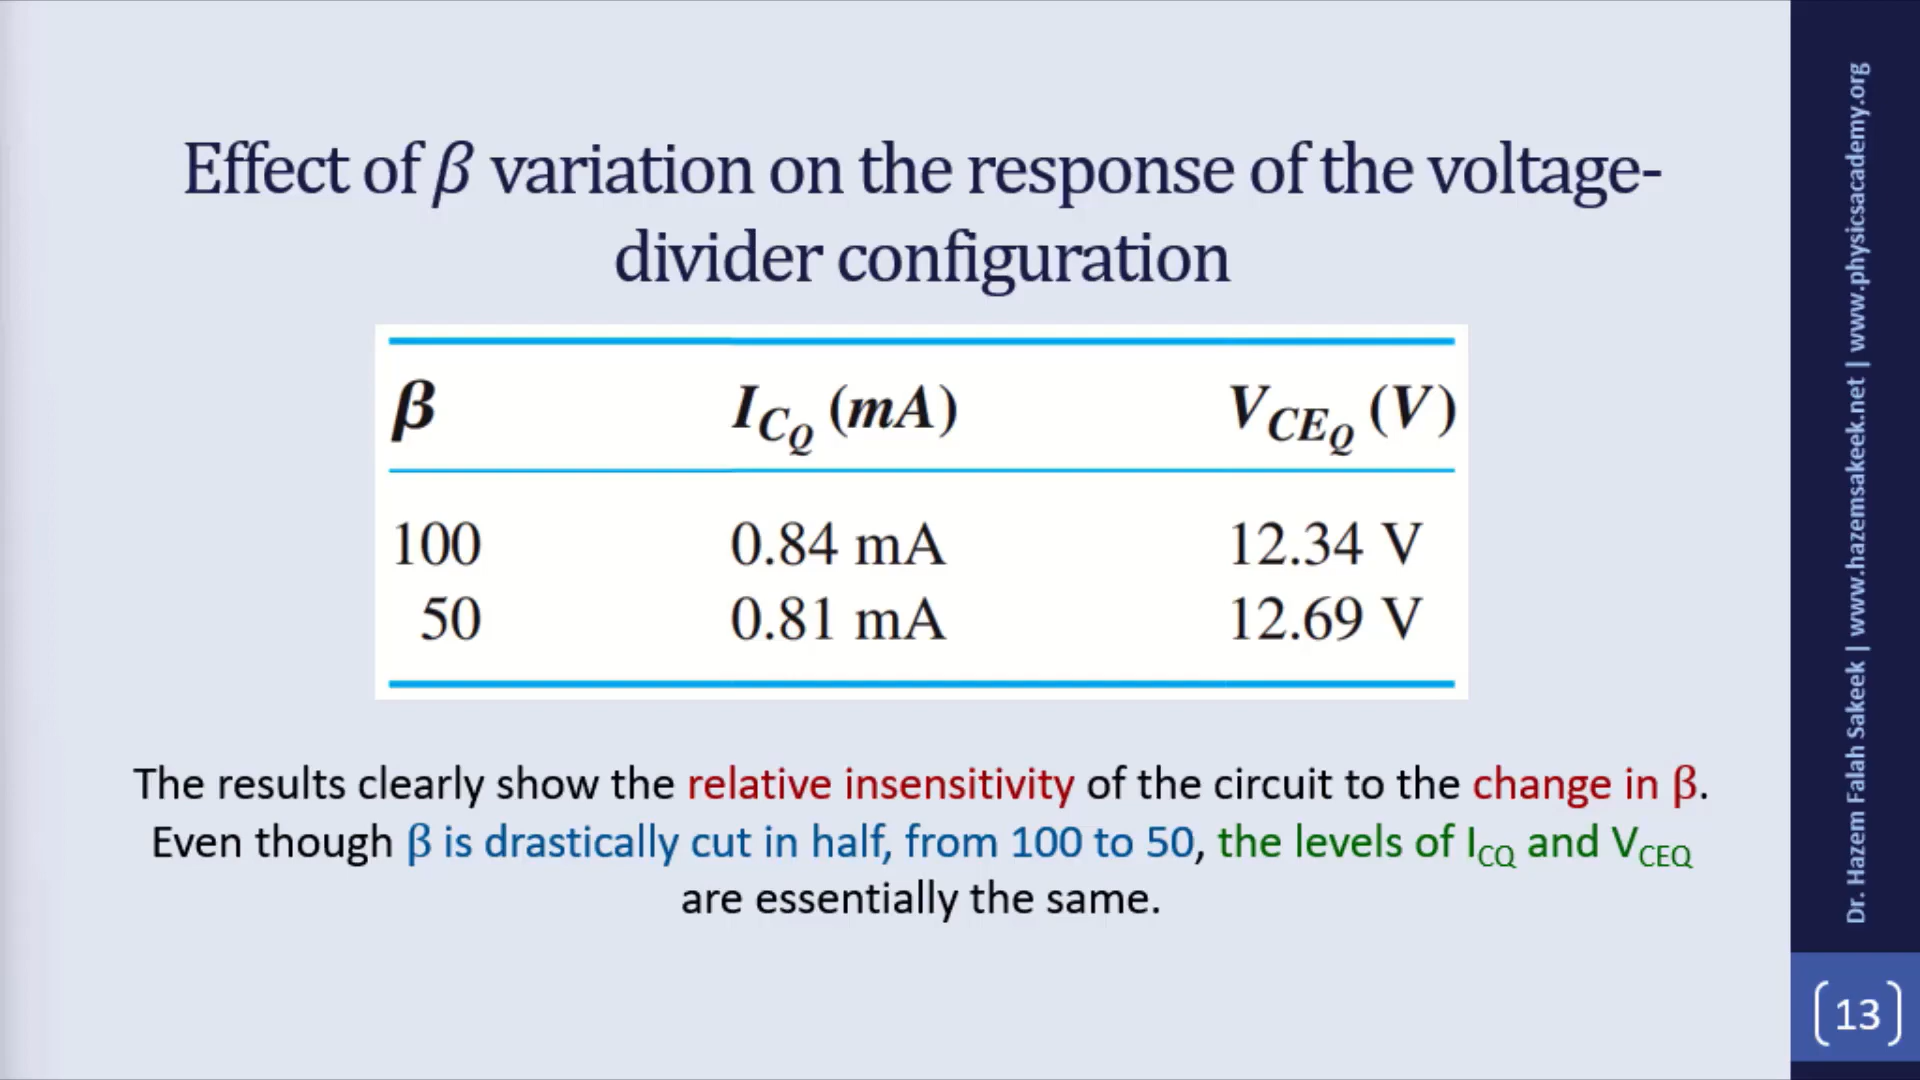 Effect of β variation on the response of the voltage-
divider configuration
β I_CQ (mA) V_CEQ (V)
100 0.84 mA 12.34 V
50 0.81 mA 12.69 V
The results clearly show the relative insensitivity of the circuit to the change in β.
Even though β is drastically cut in half, from 100 to 50, the levels of I_CQ and V_CEQ
are essentially the same.
Dr. Hazem Falah Sakeek | www.hazemsakeek.net | www.physicsacademy.org
13